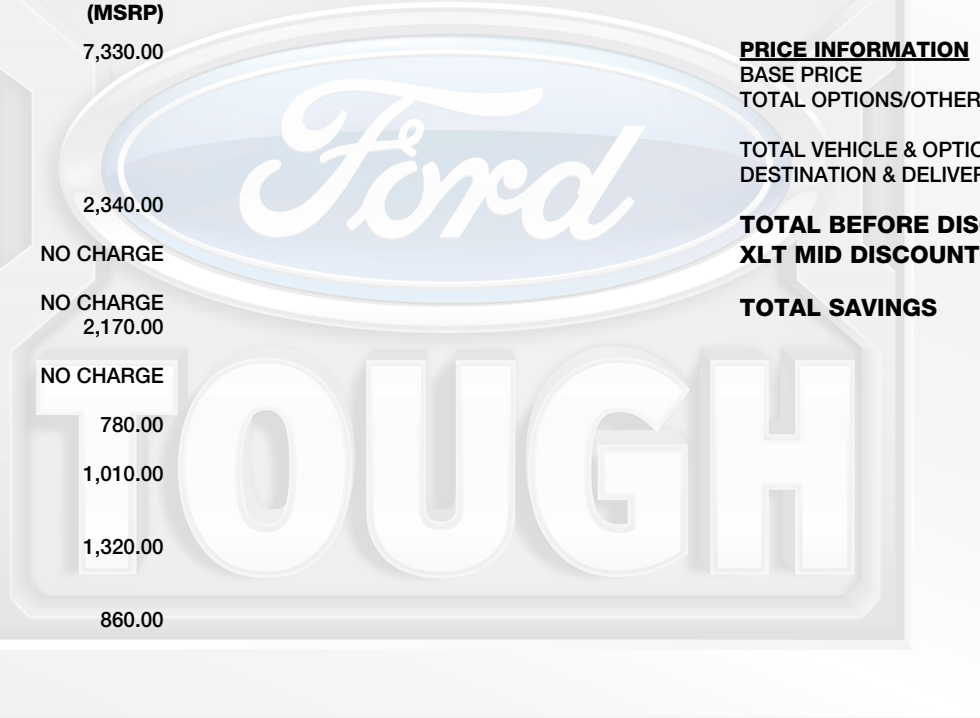 (MSRP)
7,330.00
2,340.00
NO CHARGE
NO CHARGE
2,170.00
NO CHARGE
780.00
1,010.00
1,320.00
860.00
PRICE INFORMATION
BASE PRICE
TOTAL OPTIONS/OTHER
TOTAL VEHICLE & OPTIO
DESTINATION & DELIVER
TOTAL BEFORE DIS
XLT MID DISCOUNT
TOTAL SAVINGS
Ford
TOUGH